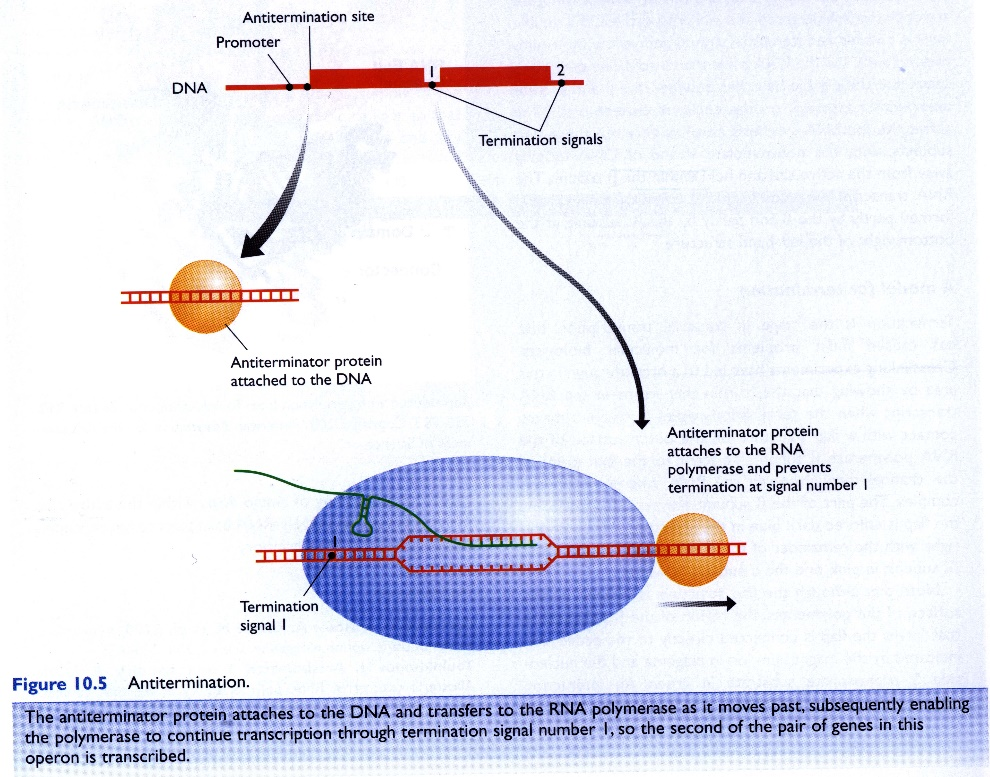 Antitermination site
Promoter
DNA
1
2
Termination signals
Antiterminator protein
attached to the DNA
Antiterminator protein
attaches to the RNA
polymerase and prevents
termination at signal number 1
1
Termination
signal 1
Figure 10.5 Antitermination.
The antiterminator protein attaches to the DNA and transfers to the RNA polymerase as it moves past, subsequently enabling
the polymerase to continue transcription through termination signal number 1, so the second of the pair of genes in this
operon is transcribed.